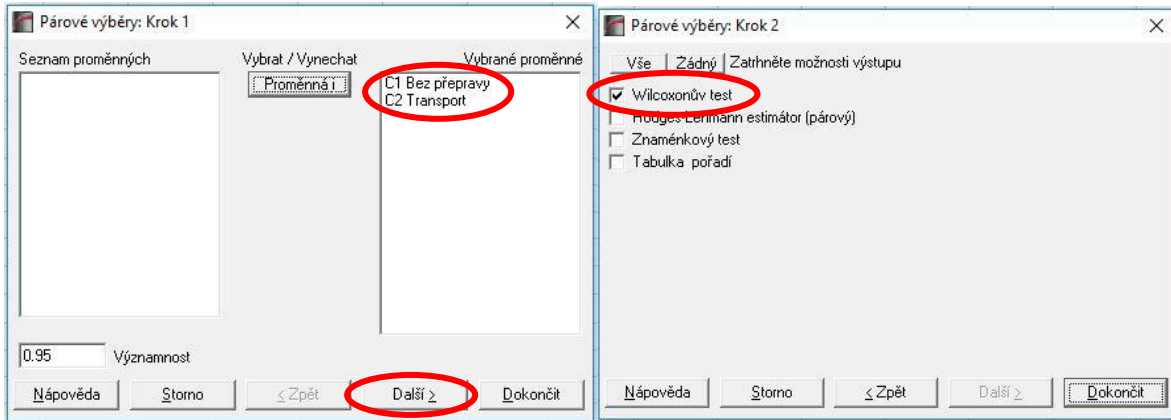 Párové výběry: Krok 1
Seznam proměnných
Vybrat / Vynechat
Vybrané proměnné
Proměnná i
C1 Bez přepravy
C2 Transport
0.95 Významnost
Nápověda Storno < Zpět Další > Dokončit
Párové výběry: Krok 2
Vše Žádný Zatrhněte možnosti výstupu
Wilcoxonův test
Hodges-Lehmann estimátor (párový)
Znaménkový test
Tabulka pořadí
Nápověda Storno < Zpět Další > Dokončit